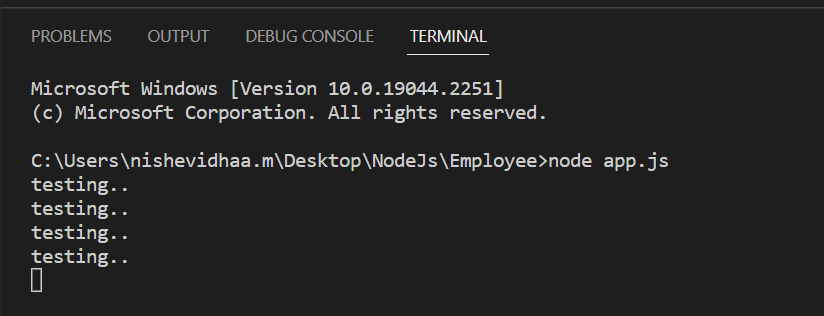 PROBLEMS OUTPUT DEBUG CONSOLE TERMINAL
Microsoft Windows [Version 10.0.19044.2251]
(c) Microsoft Corporation. All rights reserved.
C:\Users\nishevidhaa.m\Desktop\NodeJs\Employee>node app.js
testing..
testing..
testing..
testing..